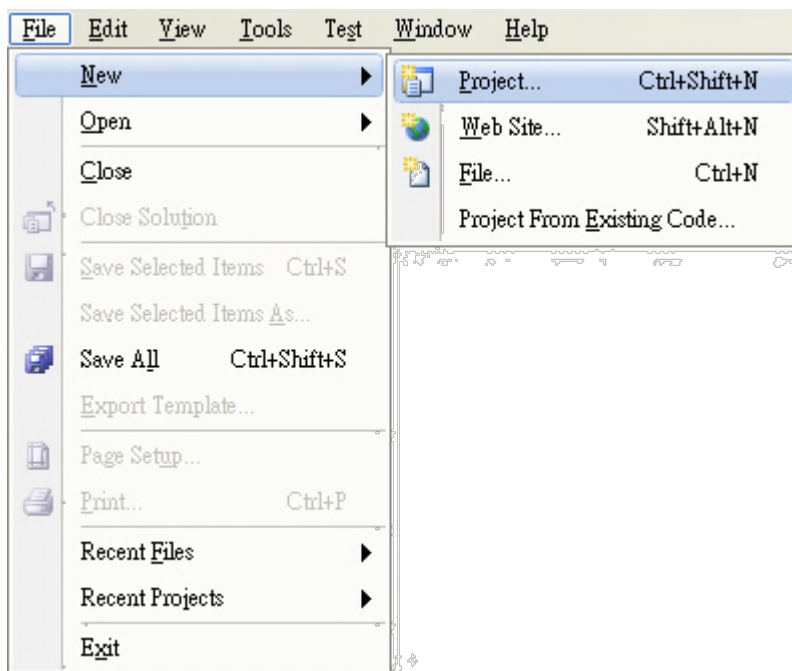 File Edit View Tools Test Window Help
New
Project... Ctrl+Shift+N
Open
Web Site... Shift+Alt+N
Close
File... Ctrl+N
Close Solution
Project From Existing Code...
Save Selected Items Ctrl+S
Save Selected Items As...
Save All Ctrl+Shift+S
Export Template...
Page Setup...
Print... Ctrl+P
Recent Files
Recent Projects
Exit